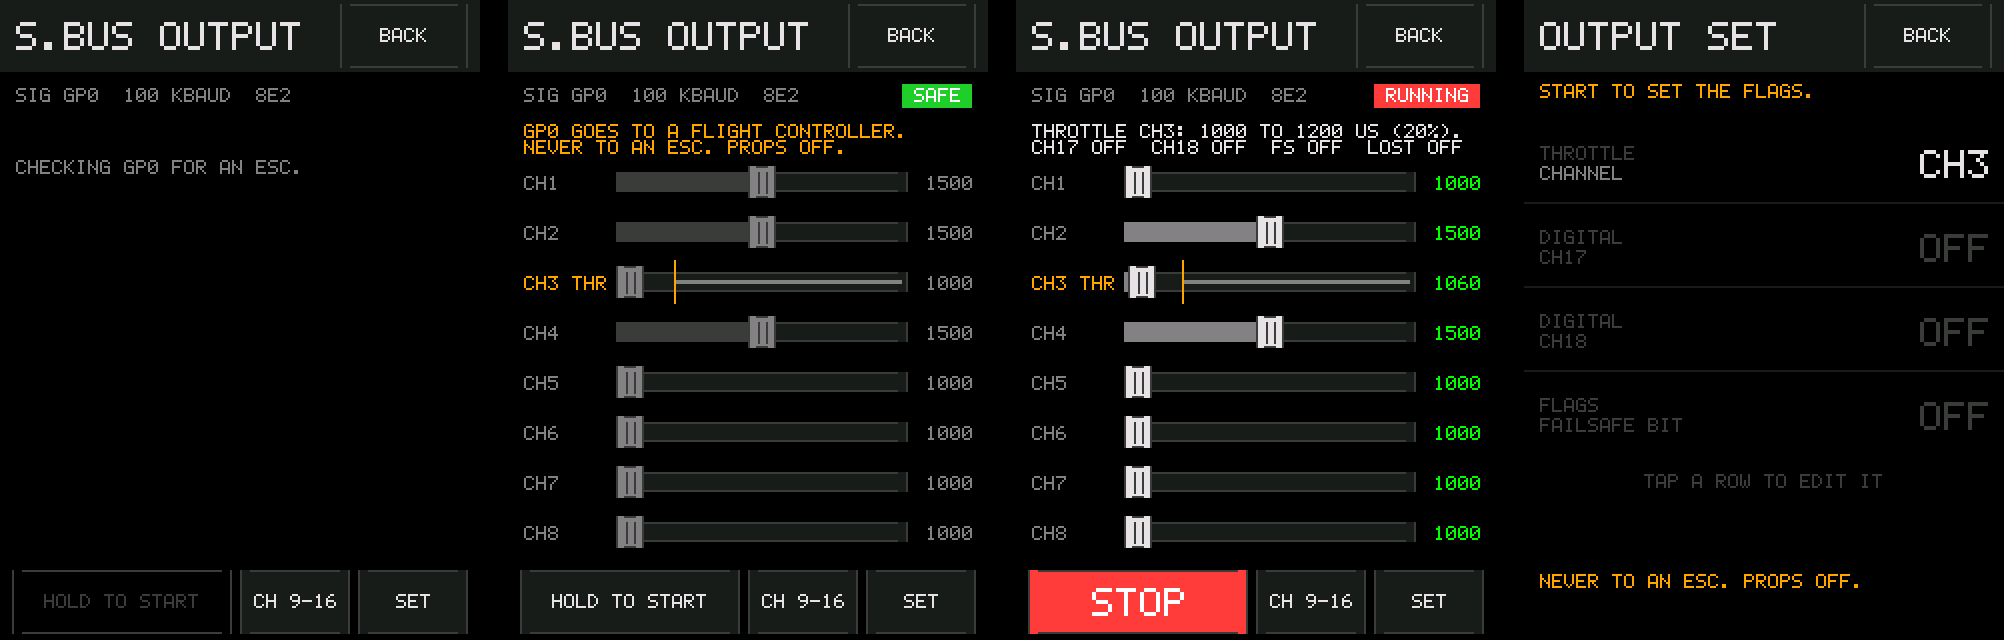 S.BUS OUTPUT
BACK
SIG GP0 100 KBAUD 8E2
CHECKING GP0 FOR AN ESC.
HOLD TO START
CH 9-16
SET
S.BUS OUTPUT
BACK
SIG GP0 100 KBAUD 8E2
SAFE
GP0 GOES TO A FLIGHT CONTROLLER.
NEVER TO AN ESC. PROPS OFF.
CH1 1500
CH2 1500
CH3 THR 1000
CH4 1500
CH5 1000
CH6 1000
CH7 1000
CH8 1000
HOLD TO START
CH 9-16
SET
S.BUS OUTPUT
BACK
SIG GP0 100 KBAUD 8E2
RUNNING
THROTTLE CH3: 1000 TO 1200 US (20%).
CH17 OFF CH18 OFF FS OFF LOST OFF
CH1 1000
CH2 1500
CH3 THR 1060
CH4 1500
CH5 1000
CH6 1000
CH7 1000
CH8 1000
STOP
CH 9-16
SET
OUTPUT SET
BACK
START TO SET THE FLAGS.
THROTTLE
CHANNEL
CH3
DIGITAL
CH17
OFF
DIGITAL
CH18
OFF
FLAGS
FAILSAFE BIT
OFF
TAP A ROW TO EDIT IT
NEVER TO AN ESC. PROPS OFF.